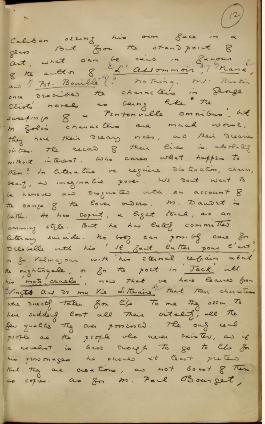 12
Caliban seeing his own face in a
glass. But from the standpoint of
art, what can be said in favour
of the author of "L'Assommoir", "Nana",
and "Pot-Bouille"? Nothing. Mr. Ruskin
once described the characters in George
Eliot's novels as being like "the
sweepings of a Pentonville omnibus", but
M. Zola's characters are much worse.
They have their dreary vices, and their drearier
virtues. The record of their lives is absolutely
without interest. Who cares what happens to
them? In literature we require distinction, charm,
beauty, and imaginative power. We don't want to
be harrowed and disgusted with an account of
the doings of the lower orders. M. Daudet is
better. He has esprit, a light touch, and an
amusing style. But he has lately committed
literary suicide. Nobody can possibly care for
Delobelle with his "Il faut lutter pour l'art",
or for Valmajour with his eternal refrain about
the nightingale, or for the poet in Jack with
his mots cruels, now that we have learned from
Vingt Ans de ma Vie littéraire that these characters
were directly taken from life. To me they seem to
have suddenly lost all their vitality, all the
few qualities they ever possessed. The only real
people are the people who never existed, and if
a novelist is base enough to go to life for
his personages he should at least pretend
that they are creations, and not boast of them
as copies. As for M. Paul Bourget,